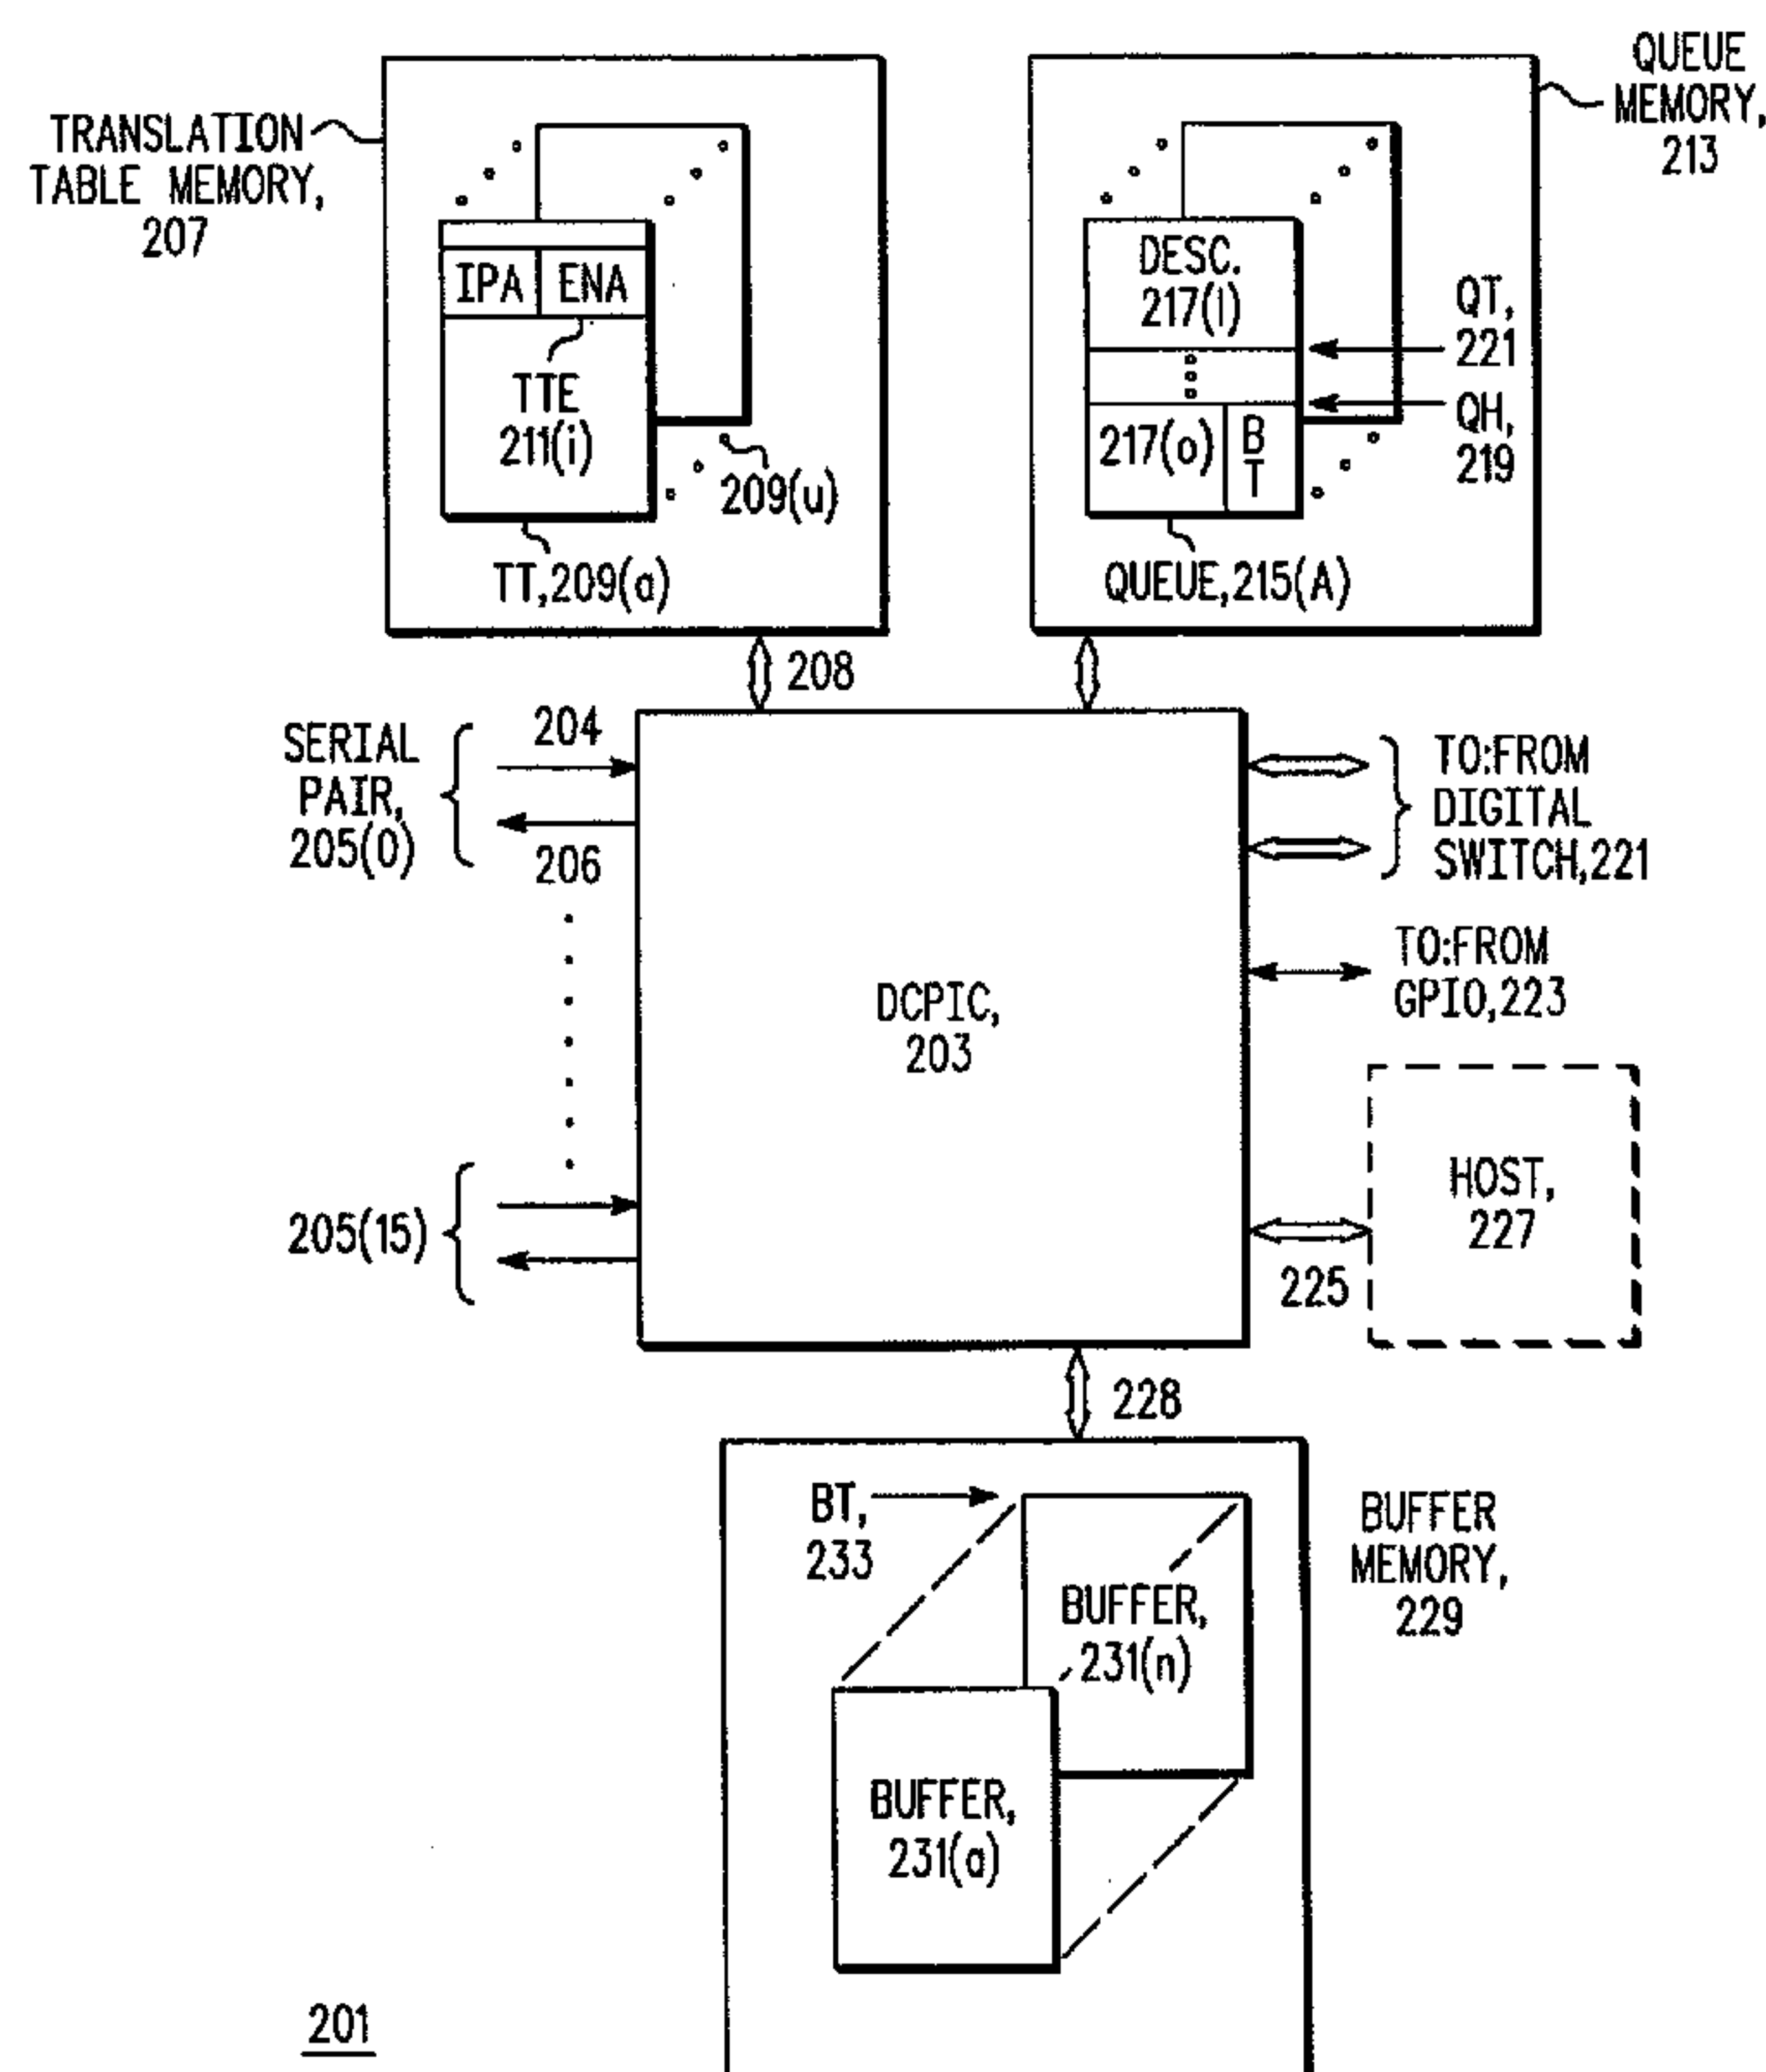 TRANSLATION
TABLE MEMORY,
207
IPA
ENA
TTE
211(i)
209(u)
TT,209(a)
QUEUE
MEMORY,
213
DESC.
217(l)
217(o)
B
T
QT,
221
QH,
219
QUEUE,215(A)
208
SERIAL
PAIR,
205(0)
204
206
205(15)
DCPIC,
203
TO:FROM
DIGITAL
SWITCH,221
TO:FROM
GPIO,223
HOST,
227
225
228
BT,
233
BUFFER,
231(n)
BUFFER,
231(a)
BUFFER
MEMORY,
229
201